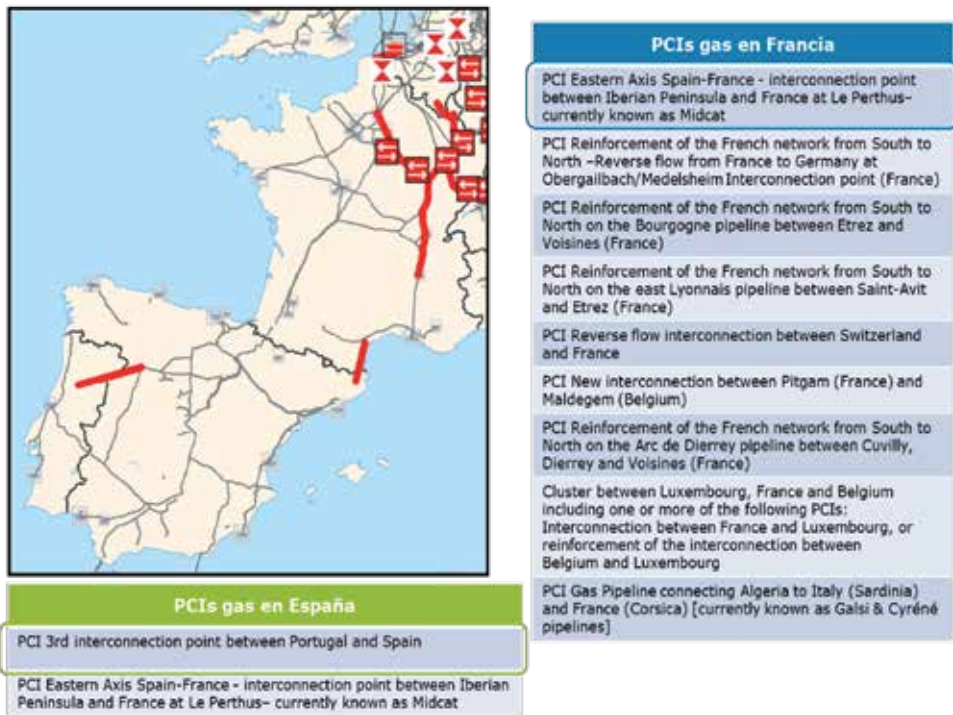 PCIs gas en Francia
PCI Eastern Axis Spain-France - interconnection point
between Iberian Peninsula and France at Le Perthus–
currently known as Midcat
PCI Reinforcement of the French network from South to
North –Reverse flow from France to Germany at
Obergailbach/Medelsheim Interconnection point (France)
PCI Reinforcement of the French network from South to
North on the Bourgogne pipeline between Etrez and
Voisines (France)
PCI Reinforcement of the French network from South to
North on the east Lyonnais pipeline between Saint-Avit
and Etrez (France)
PCI Reverse flow interconnection between Switzerland
and France
PCI New interconnection between Pitgam (France) and
Maldegem (Belgium)
PCI Reinforcement of the French network from South to
North on the Arc de Dierrey pipeline between Cuvilly,
Dierrey and Voisines (France)
Cluster between Luxembourg, France and Belgium
including one or more of the following PCIs:
Interconnection between France and Luxembourg, or
reinforcement of the interconnection between
Belgium and Luxembourg
PCI Gas Pipeline connecting Algeria to Italy (Sardinia)
and France (Corsica) [currently known as Galsi & Cyréné
pipelines]
PCIs gas en España
PCI 3rd interconnection point between Portugal and Spain
PCI Eastern Axis Spain-France - interconnection point between Iberian
Peninsula and France at Le Perthus– currently known as Midcat